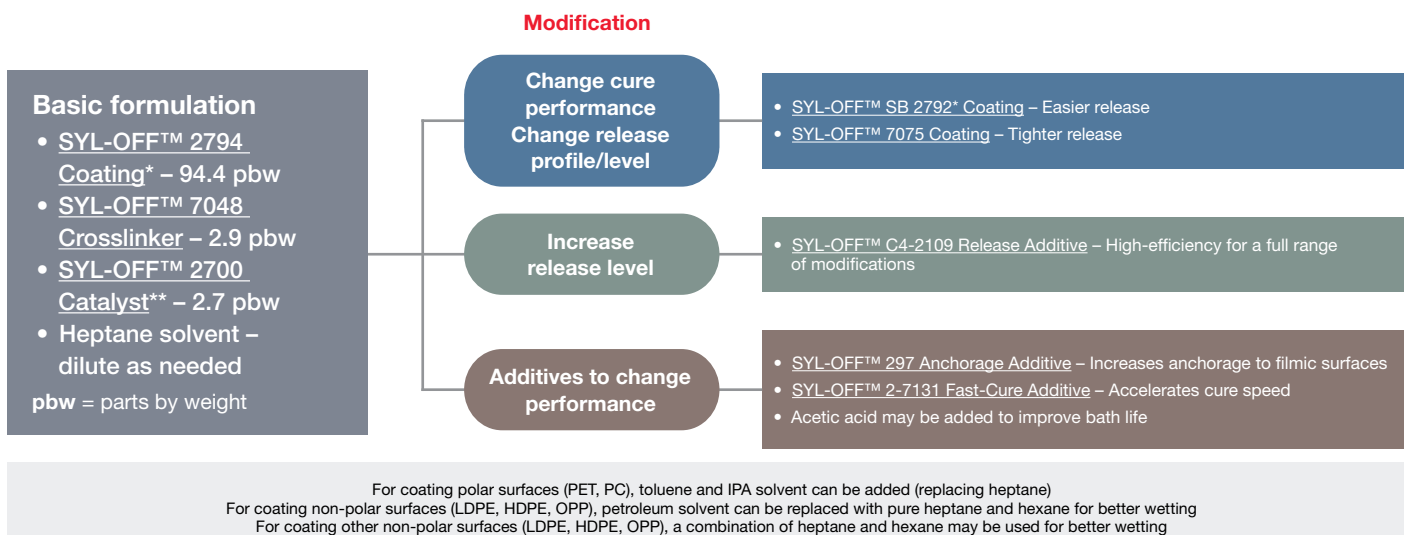 Modification
Basic formulation
• SYL-OFF™ 2794
Coating* – 94.4 pbw
• SYL-OFF™ 7048
Crosslinker – 2.9 pbw
• SYL-OFF™ 2700
Catalyst** – 2.7 pbw
• Heptane solvent –
dilute as needed
pbw = parts by weight
Change cure
performance
Change release
profile/level
• SYL-OFF™ SB 2792* Coating – Easier release
• SYL-OFF™ 7075 Coating – Tighter release
Increase
release level
• SYL-OFF™ C4-2109 Release Additive – High-efficiency for a full range
of modifications
Additives to change
performance
• SYL-OFF™ 297 Anchorage Additive – Increases anchorage to filmic surfaces
• SYL-OFF™ 2-7131 Fast-Cure Additive – Accelerates cure speed
• Acetic acid may be added to improve bath life
For coating polar surfaces (PET, PC), toluene and IPA solvent can be added (replacing heptane)
For coating non-polar surfaces (LDPE, HDPE, OPP), petroleum solvent can be replaced with pure heptane and hexane for better wetting
For coating other non-polar surfaces (LDPE, HDPE, OPP), a combination of heptane and hexane may be used for better wetting